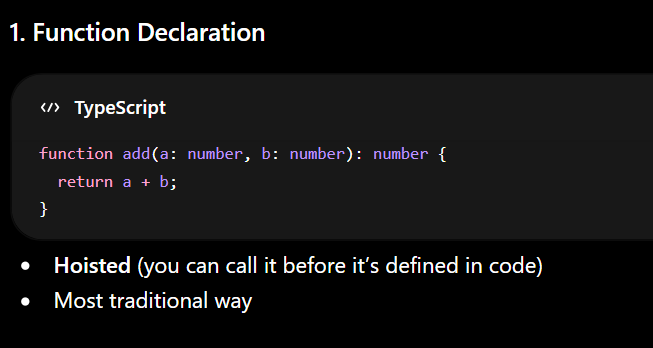 1. Function Declaration
</> TypeScript
function add(a: number, b: number): number {
  return a + b;
}
• Hoisted (you can call it before it’s defined in code)
• Most traditional way